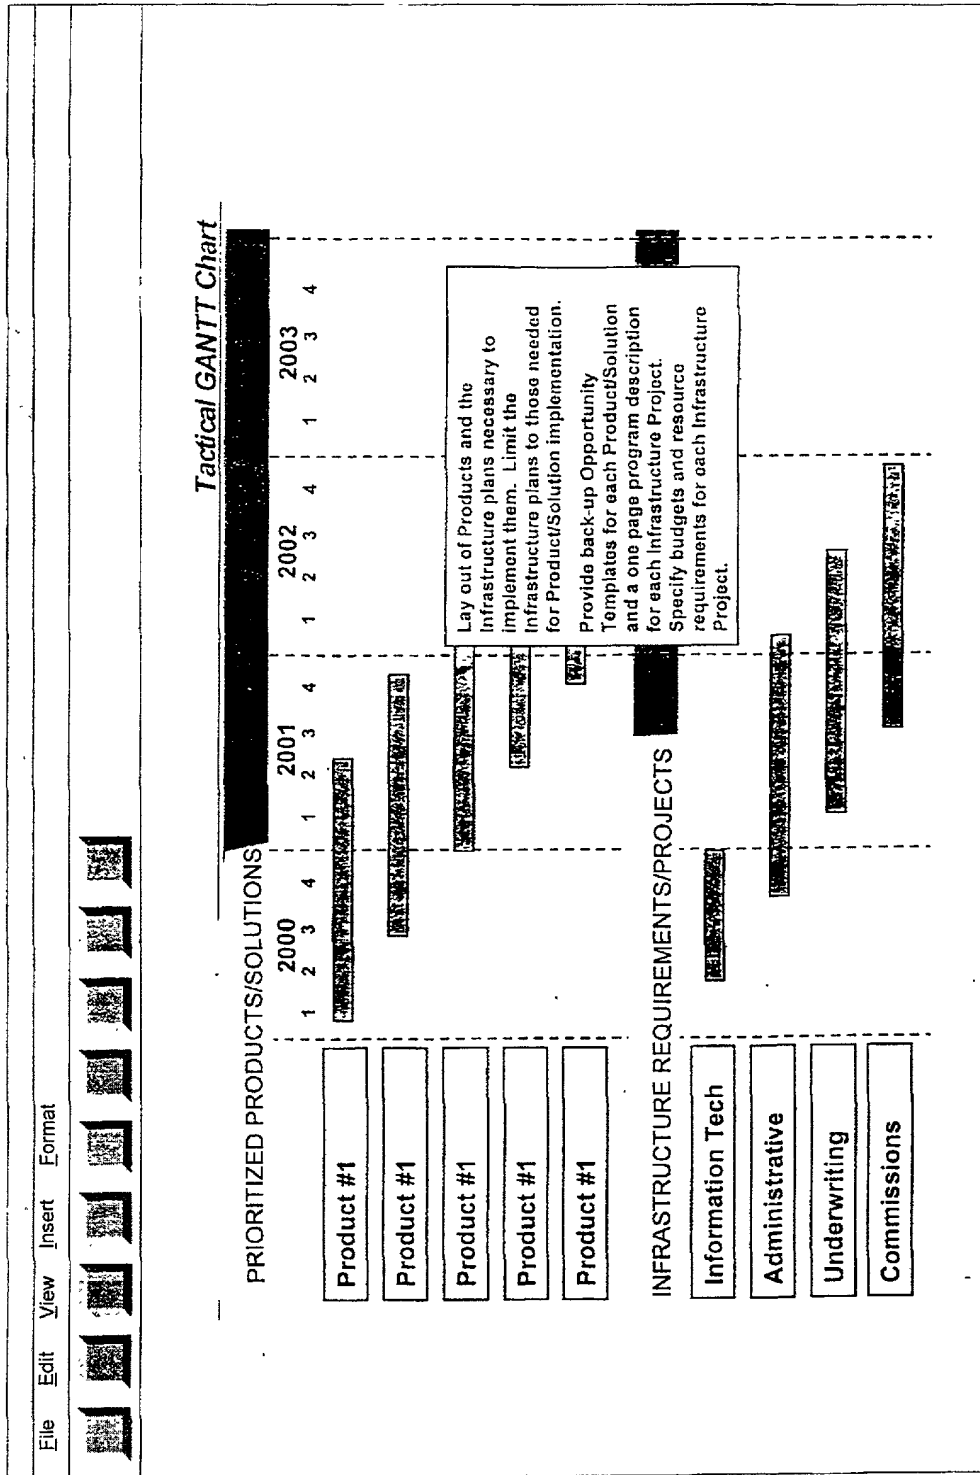 File Edit View Insert Format
Tactical GANTT Chart
PRIORITIZED PRODUCTS/SOLUTIONS
2000 2001 2002 2003
1 2 3 4 1 2 3 4 1 2 3 4 1 2 3 4
Product #1
Product #1
Product #1
Product #1
Product #1
Lay out of Products and the
Infrastructure plans necessary to
implement them. Limit the
Infrastructure plans to those needed
for Product/Solution implementation.
Provide back-up Opportunity
Templates for each Product/Solution
and a one page program description
for each Infrastructure Project.
Specify budgets and resource
requirements for each Infrastructure
Project.
INFRASTRUCTURE REQUIREMENTS/PROJECTS
Information Tech
Administrative
Underwriting
Commissions